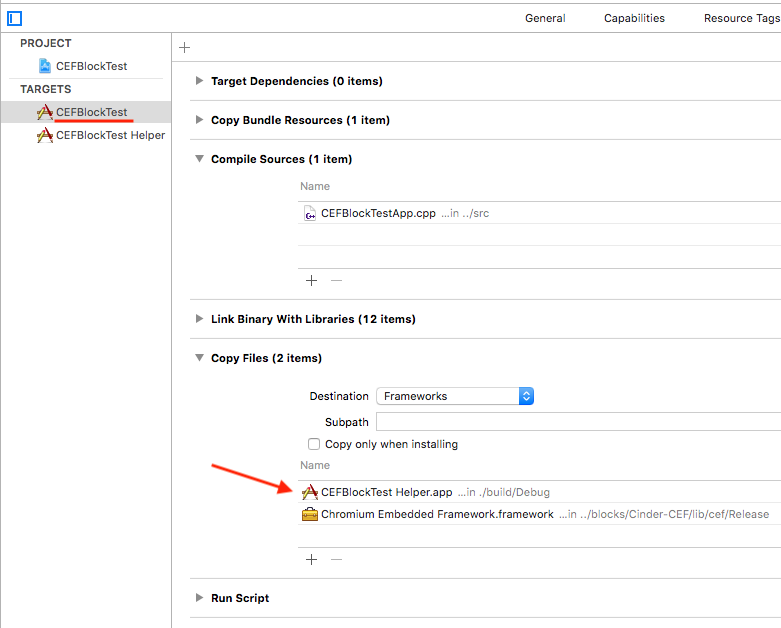 General Capabilities Resource Tags
PROJECT
CEFBlockTest
TARGETS
CEFBlockTest
CEFBlockTest Helper
Target Dependencies (0 items)
Copy Bundle Resources (1 item)
Compile Sources (1 item)
Name
CEFBlockTestApp.cpp ...in ../src
Link Binary With Libraries (12 items)
Copy Files (2 items)
Destination Frameworks
Subpath
Copy only when installing
Name
CEFBlockTest Helper.app ...in ./build/Debug
Chromium Embedded Framework.framework ...in ../blocks/Cinder-CEF/lib/cef/Release
Run Script